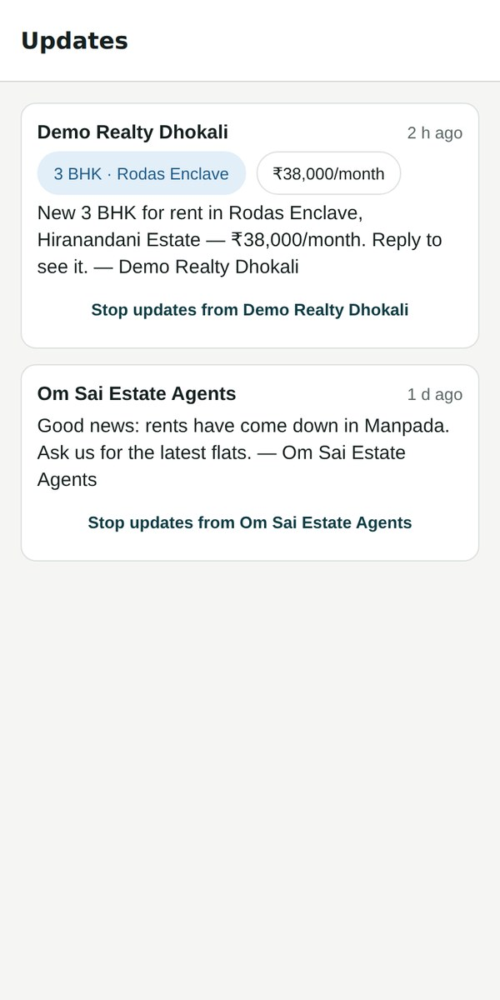 Updates
Demo Realty Dhokali 2 h ago
3 BHK · Rodas Enclave ₹38,000/month
New 3 BHK for rent in Rodas Enclave,
Hiranandani Estate — ₹38,000/month. Reply to
see it. — Demo Realty Dhokali
Stop updates from Demo Realty Dhokali
Om Sai Estate Agents 1 d ago
Good news: rents have come down in Manpada.
Ask us for the latest flats. — Om Sai Estate
Agents
Stop updates from Om Sai Estate Agents